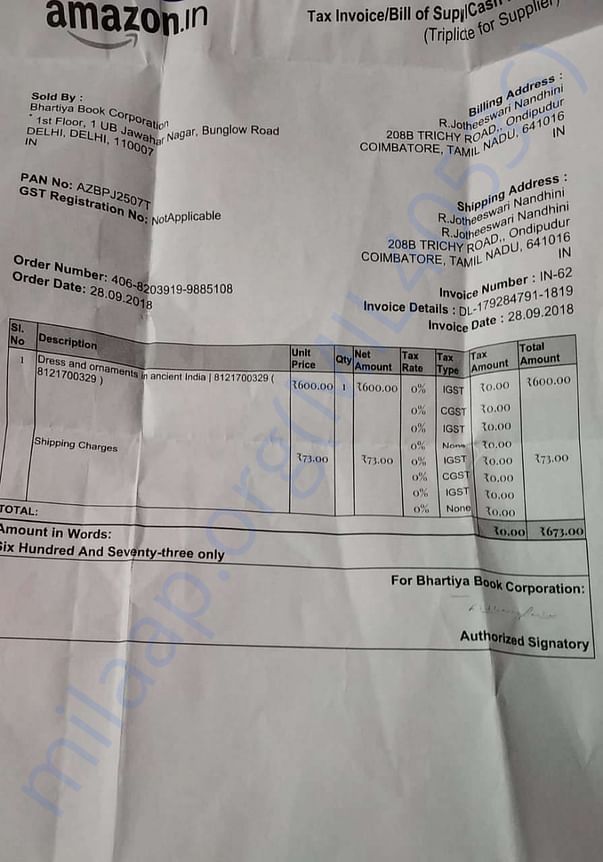 amazon.in
Tax Invoice/Bill of Supply/Cash
(Triplicate for Supplier)
Sold By :
Bhartiya Book Corporation
* 1st Floor, 1 UB Jawahar Nagar, Bunglow Road
DELHI, DELHI, 110007
IN
Billing Address :
R.Jotheeswari Nandhini
208B TRICHY ROAD,, Ondipudur
COIMBATORE, TAMIL NADU, 641016
IN
PAN No: AZBPJ2507T
GST Registration No: NotApplicable
Shipping Address :
R.Jotheeswari Nandhini
R.Jotheeswari Nandhini
208B TRICHY ROAD,, Ondipudur
COIMBATORE, TAMIL NADU, 641016
IN
Order Number: 406-8203919-9885108
Order Date: 28.09.2018
Invoice Number : IN-62
Invoice Details : DL-179284791-1819
Invoice Date : 28.09.2018
Sl. No Description Unit Price Qty Net Amount Tax Rate Tax Type Tax Amount Total Amount
1 Dress and ornaments in ancient India | 8121700329 ( 8121700329 ) ₹600.00 1 ₹600.00 0% IGST ₹0.00 ₹600.00
0% CGST ₹0.00
0% IGST ₹0.00
0% None ₹0.00
Shipping Charges ₹73.00 ₹73.00 0% IGST ₹0.00 ₹73.00
0% CGST ₹0.00
0% IGST ₹0.00
0% None ₹0.00
TOTAL: ₹0.00 ₹673.00
Amount in Words:
Six Hundred And Seventy-three only
For Bhartiya Book Corporation:
Authorized Signatory